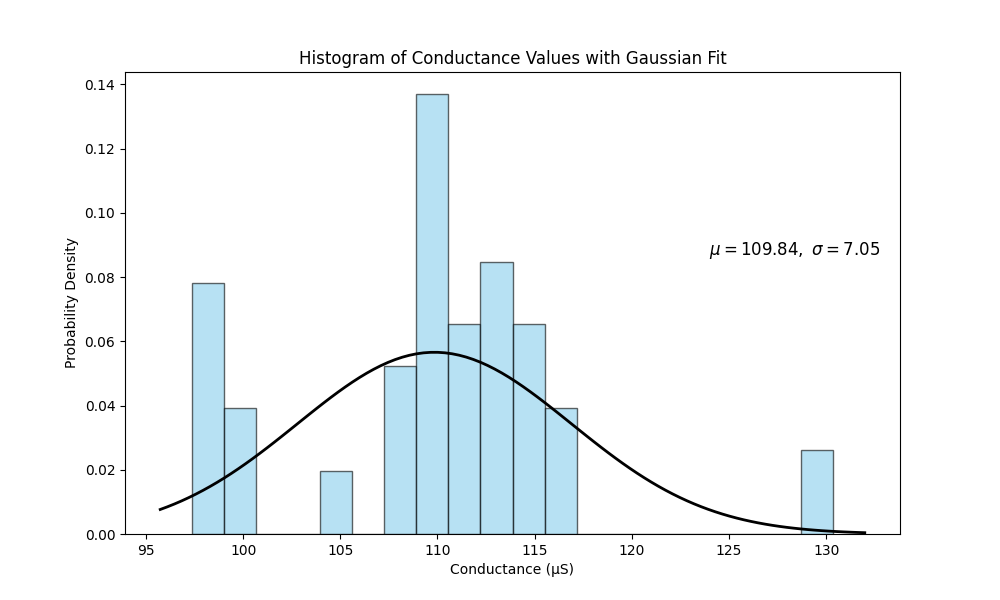 Histogram of Conductance Values with Gaussian Fit
0.14
0.12
0.10
0.08
0.06
0.04
0.02
0.00
Probability Density
μ = 109.84, σ = 7.05
95 100 105 110 115 120 125 130
Conductance (μS)